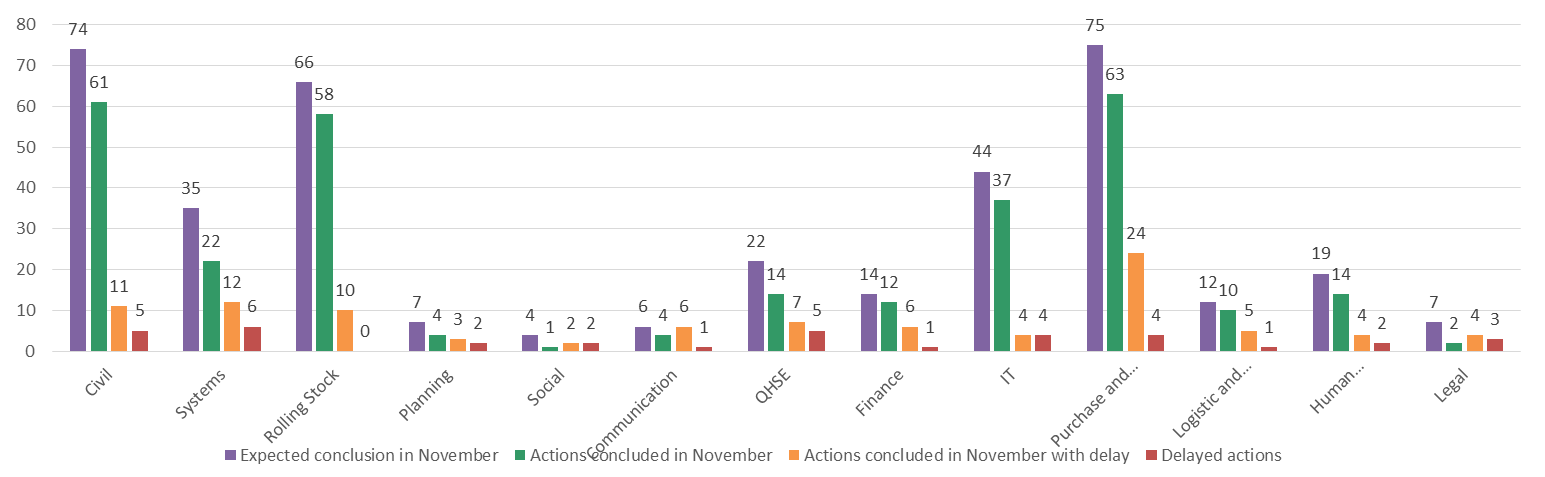 80
70
60
50
40
30
20
10
0
74 61 11 5
35 22 12 6
66 58 10 0
7 4 3 2
4 1 2 2
6 4 6 1
22 14 7 5
14 12 6 1
44 37 4 4
75 63 24 4
12 10 5 1
19 14 4 2
7 2 4 3
Civil
Systems
Rolling Stock
Planning
Social
Communication
QHSE
Finance
IT
Purchase and...
Logistic and...
Human...
Legal
Expected conclusion in November
Actions concluded in November
Actions concluded in November with delay
Delayed actions